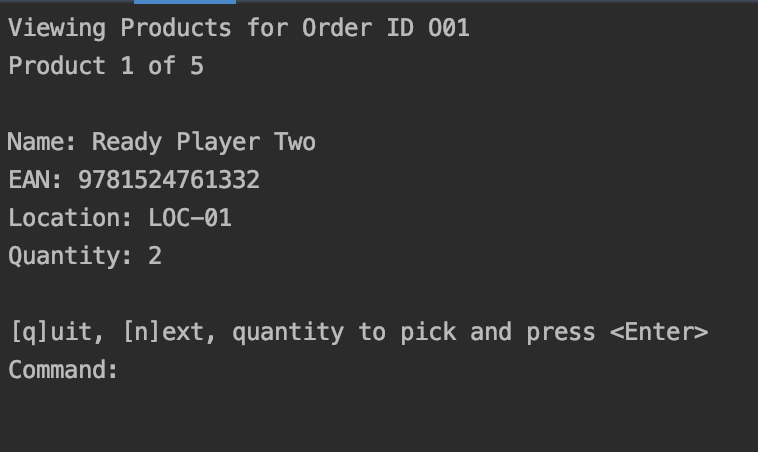 Viewing Products for Order ID O01
Product 1 of 5
Name: Ready Player Two
EAN: 9781524761332
Location: LOC-01
Quantity: 2
[q]uit, [n]ext, quantity to pick and press <Enter>
Command: